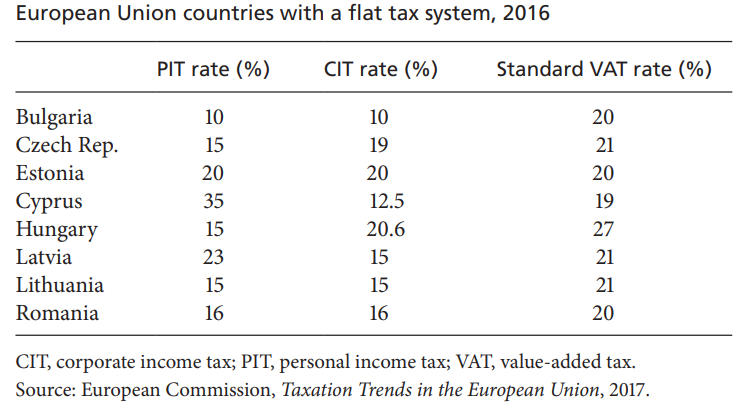 European Union countries with a flat tax system, 2016
PIT rate (%) CIT rate (%) Standard VAT rate (%)
Bulgaria 10 10 20
Czech Rep. 15 19 21
Estonia 20 20 20
Cyprus 35 12.5 19
Hungary 15 20.6 27
Latvia 23 15 21
Lithuania 15 15 21
Romania 16 16 20
CIT, corporate income tax; PIT, personal income tax; VAT, value-added tax.
Source: European Commission, Taxation Trends in the European Union, 2017.